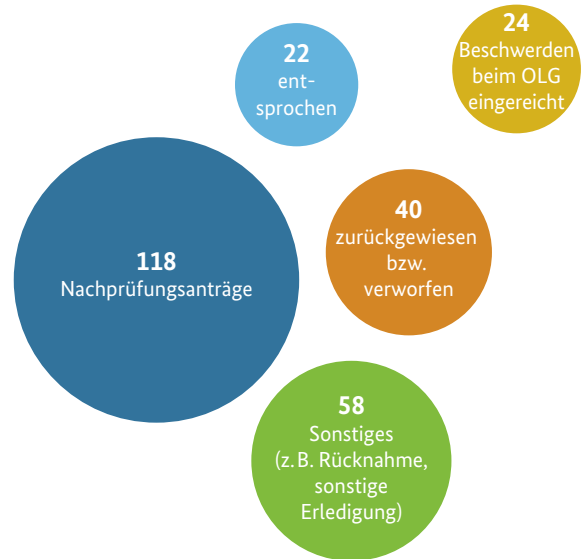 118
Nachprüfungsanträge
22
ent-
sprochen
40
zurückgewiesen
bzw.
verworfen
58
Sonstiges
(z. B. Rücknahme,
sonstige
Erledigung)
24
Beschwerden
beim OLG
eingereicht